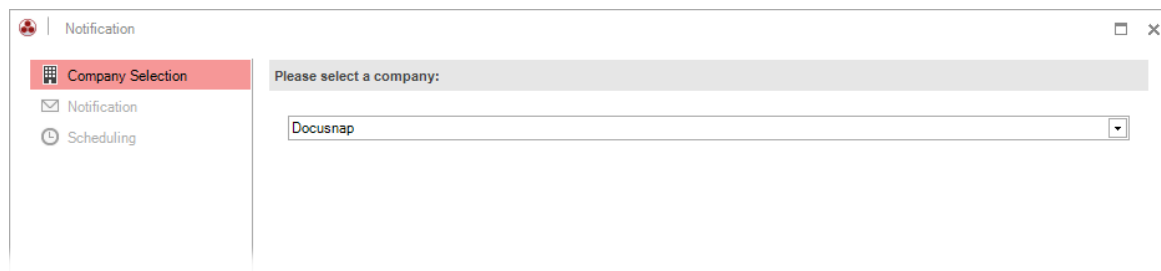 Notification
Company Selection
Notification
Scheduling
Please select a company:
Docusnap